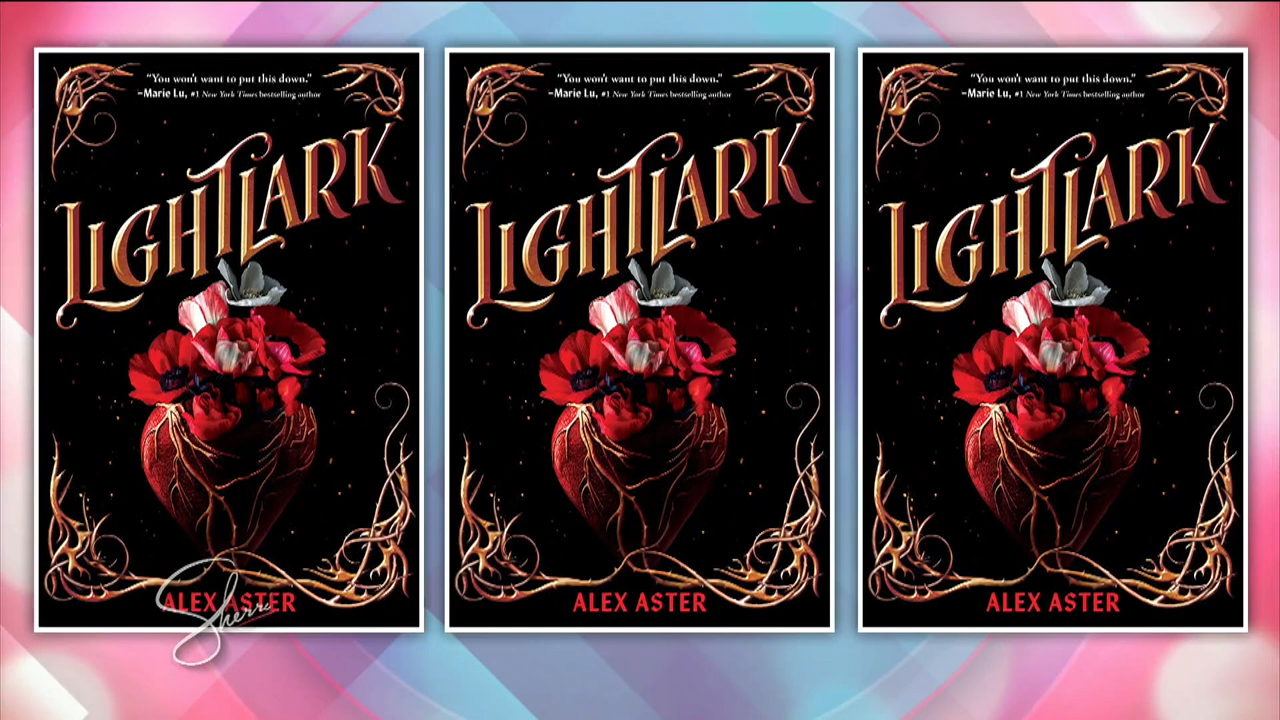 “You won’t want to put this down.”
–Marie Lu, #1 New York Times bestselling author
LIGHTLARK
ALEX ASTER
Sherri
“You won’t want to put this down.”
–Marie Lu, #1 New York Times bestselling author
LIGHTLARK
ALEX ASTER
“You won’t want to put this down.”
–Marie Lu, #1 New York Times bestselling author
LIGHTLARK
ALEX ASTER